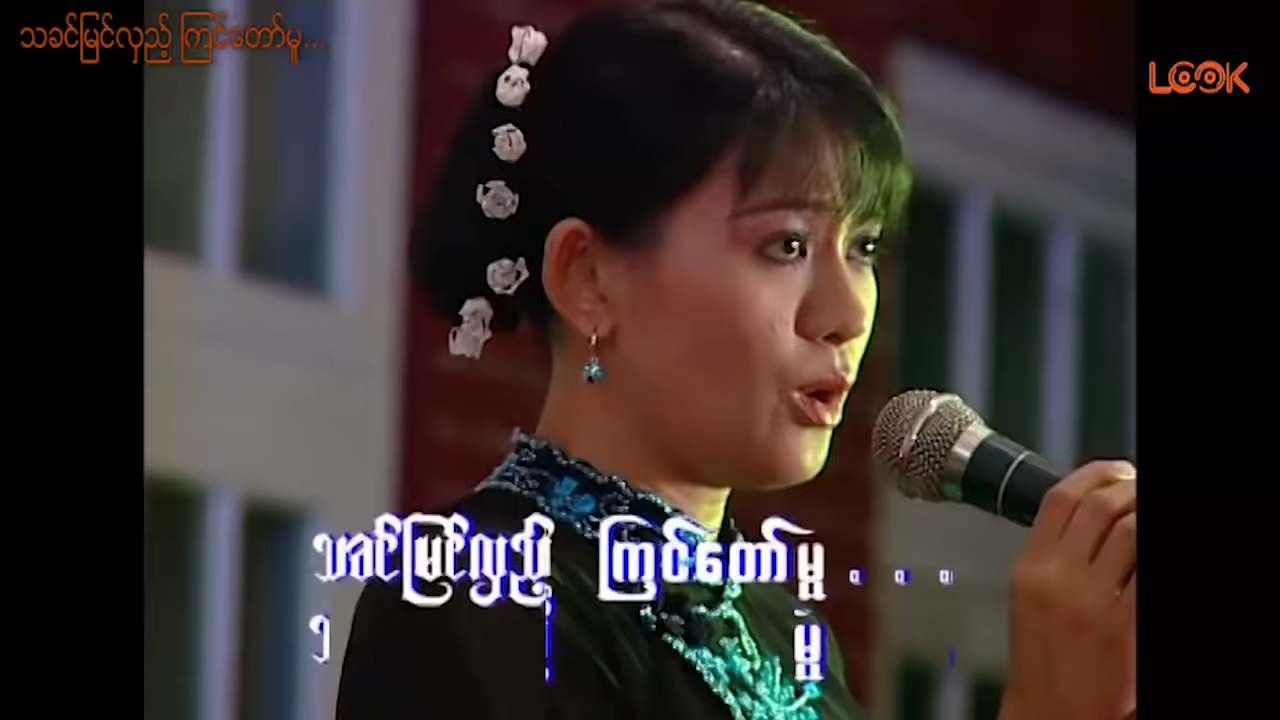 သခင်မြင်လှည့် ကြင်တော်မူ...
LOOK
သခင်မြင်လှည့် ကြင်တော်မူ . . .